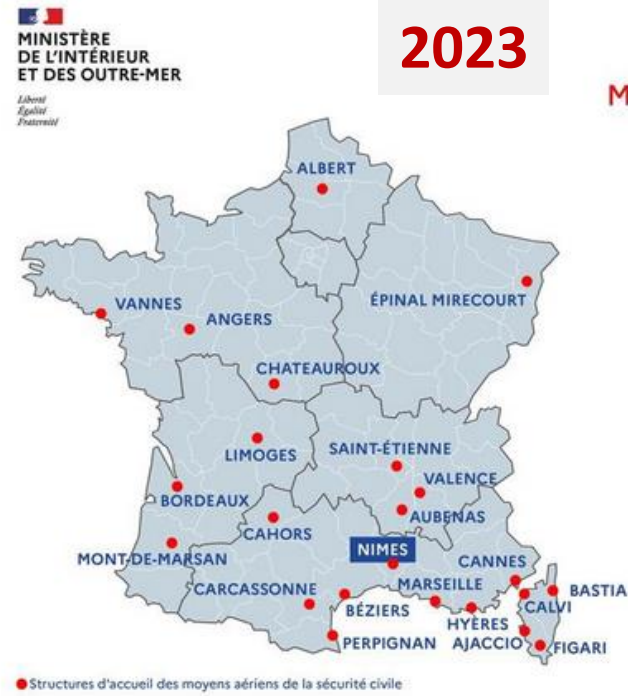 MINISTÈRE
DE L'INTÉRIEUR
ET DES OUTRE-MER
Liberté
Égalité
Fraternité
2023
M
ALBERT
ÉPINAL MIRECOURT
VANNES
ANGERS
CHATEAUROUX
LIMOGES
SAINT-ÉTIENNE
VALENCE
BORDEAUX
AUBENAS
CAHORS
NIMES
MONT-DE-MARSAN
CANNES
CARCASSONNE
MARSEILLE
BASTIA
BÉZIERS
CALVI
HYÈRES
PERPIGNAN
AJACCIO
FIGARI
Structures d'accueil des moyens aériens de la sécurité civile